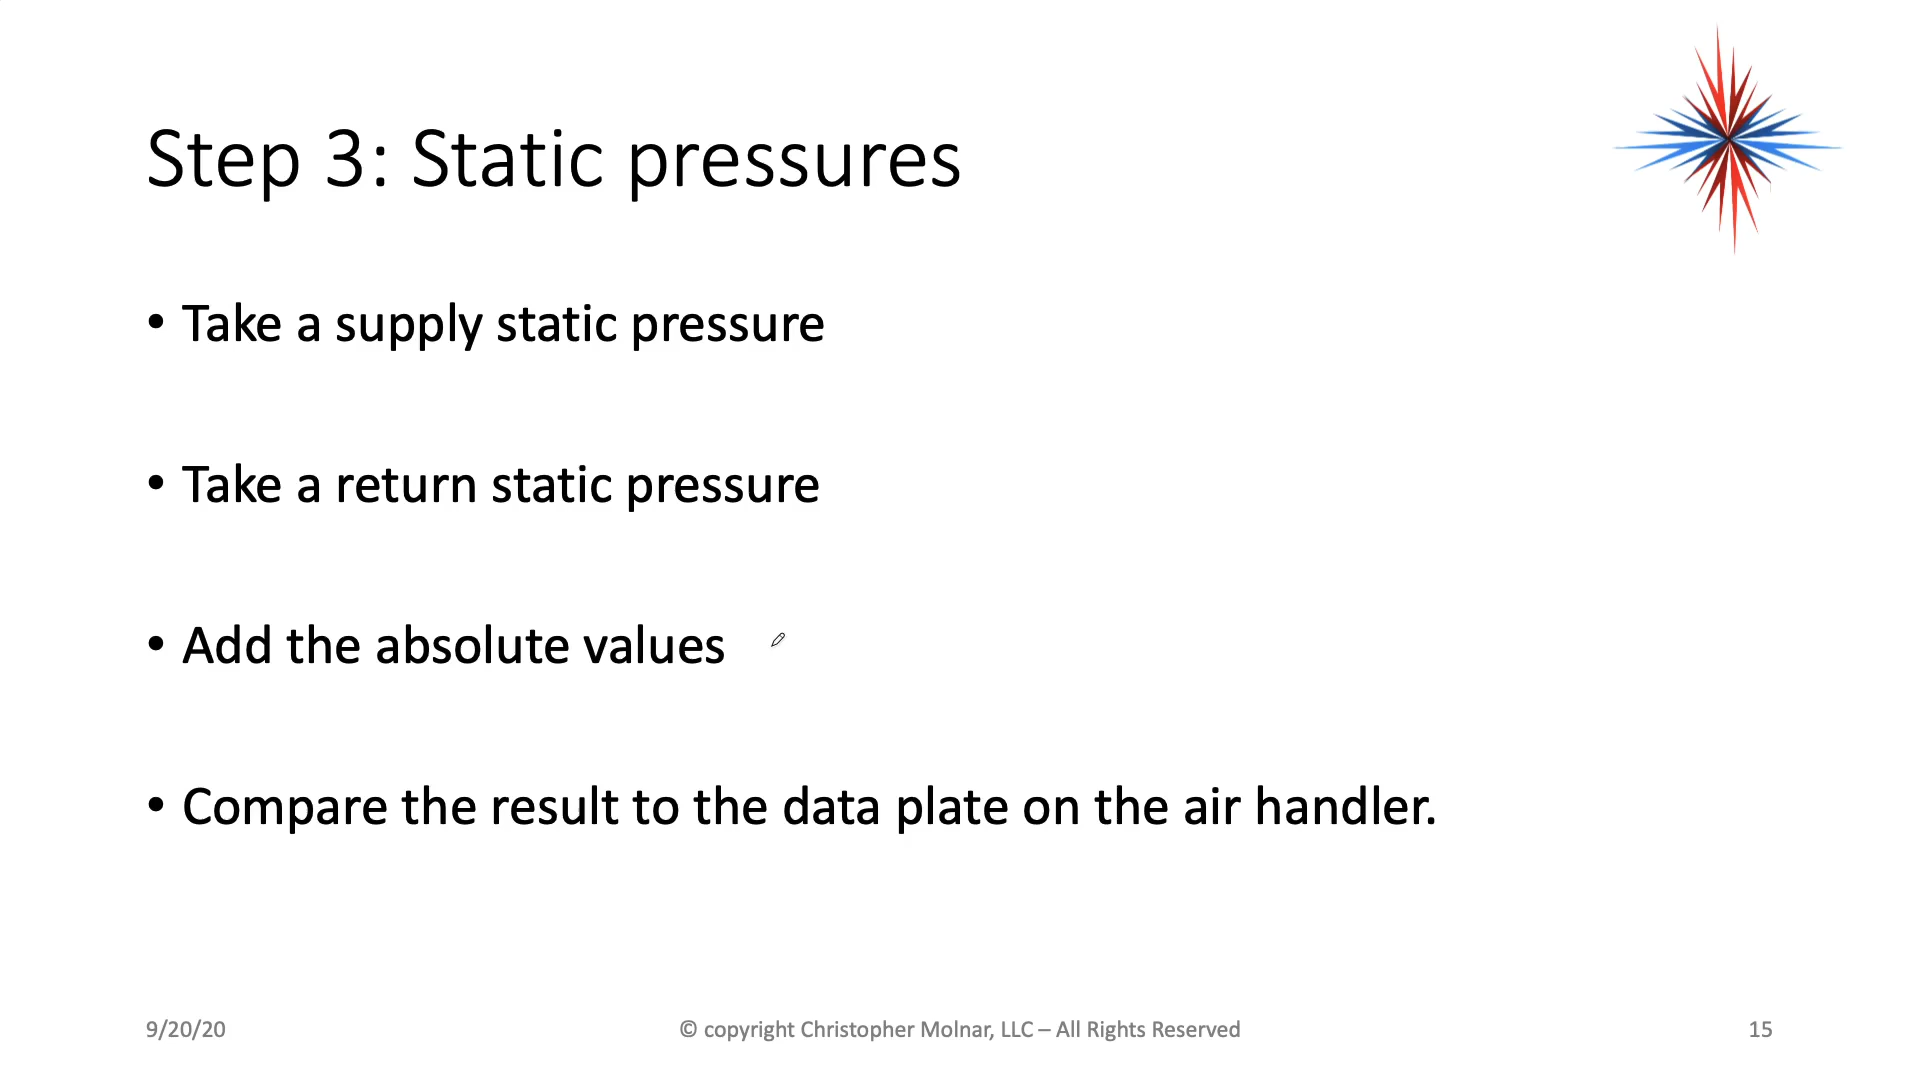 Step 3: Static pressures
• Take a supply static pressure
• Take a return static pressure
• Add the absolute values
• Compare the result to the data plate on the air handler.
9/20/20
© copyright Christopher Molnar, LLC – All Rights Reserved
15